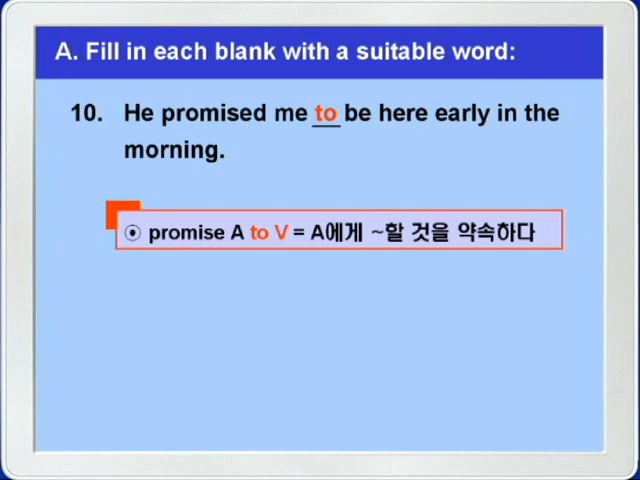 A. Fill in each blank with a suitable word:
10. He promised me to be here early in the
morning.
⊙ promise A to V = A에게 ~할 것을 약속하다